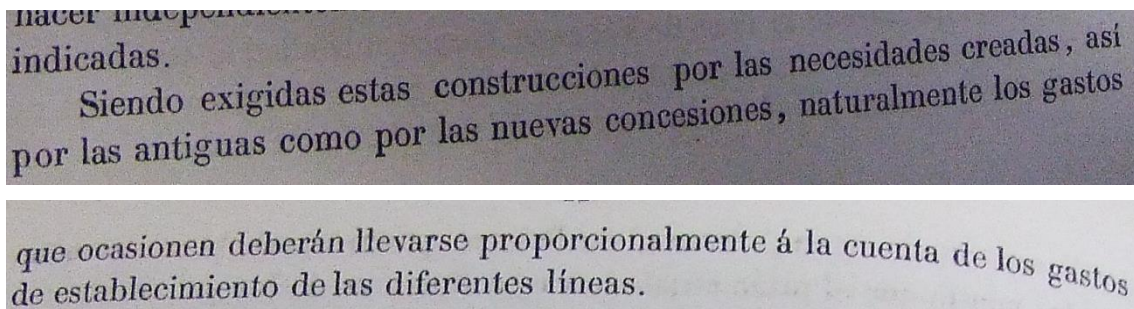 hacer
indicadas.
Siendo exigidas estas construcciones por las necesidades creadas, así
por las antiguas como por las nuevas concesiones, naturalmente los gastos
que ocasionen deberán llevarse proporcionalmente á la cuenta de los gastos
de establecimiento de las diferentes líneas.